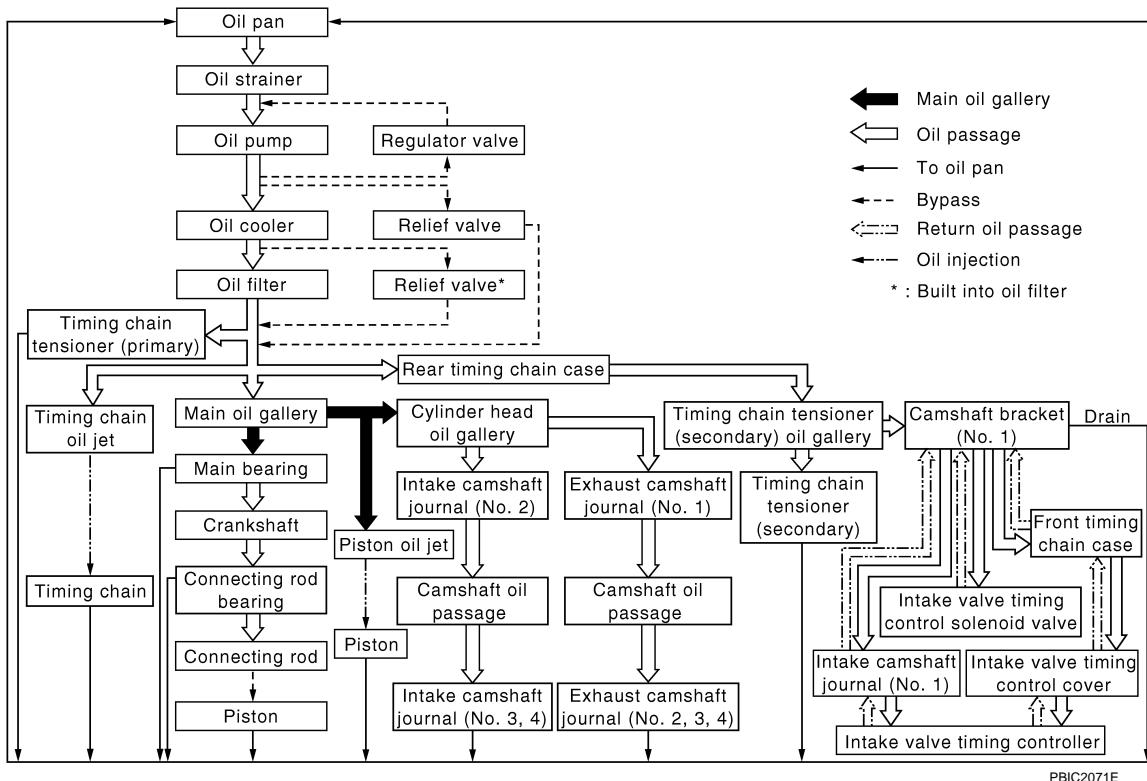 Oil pan
Oil strainer
Oil pump
Regulator valve
Oil cooler
Relief valve
Oil filter
Relief valve*
Main oil gallery
Oil passage
To oil pan
Bypass
Return oil passage
Oil injection
* : Built into oil filter
Timing chain
tensioner (primary)
Rear timing chain case
Timing chain
oil jet
Main oil gallery
Cylinder head
oil gallery
Timing chain tensioner
(secondary) oil gallery
Camshaft bracket
(No. 1)
Drain
Main bearing
Intake camshaft
journal (No. 2)
Exhaust camshaft
journal (No. 1)
Timing chain
tensioner
(secondary)
Crankshaft
Piston oil jet
Front timing
chain case
Timing chain
Connecting rod
bearing
Camshaft oil
passage
Camshaft oil
passage
Intake valve timing
control solenoid valve
Connecting rod
Piston
Intake camshaft
journal (No. 1)
Intake valve timing
control cover
Piston
Intake camshaft
journal (No. 3, 4)
Exhaust camshaft
journal (No. 2, 3, 4)
Intake valve timing controller
PBIC2071E